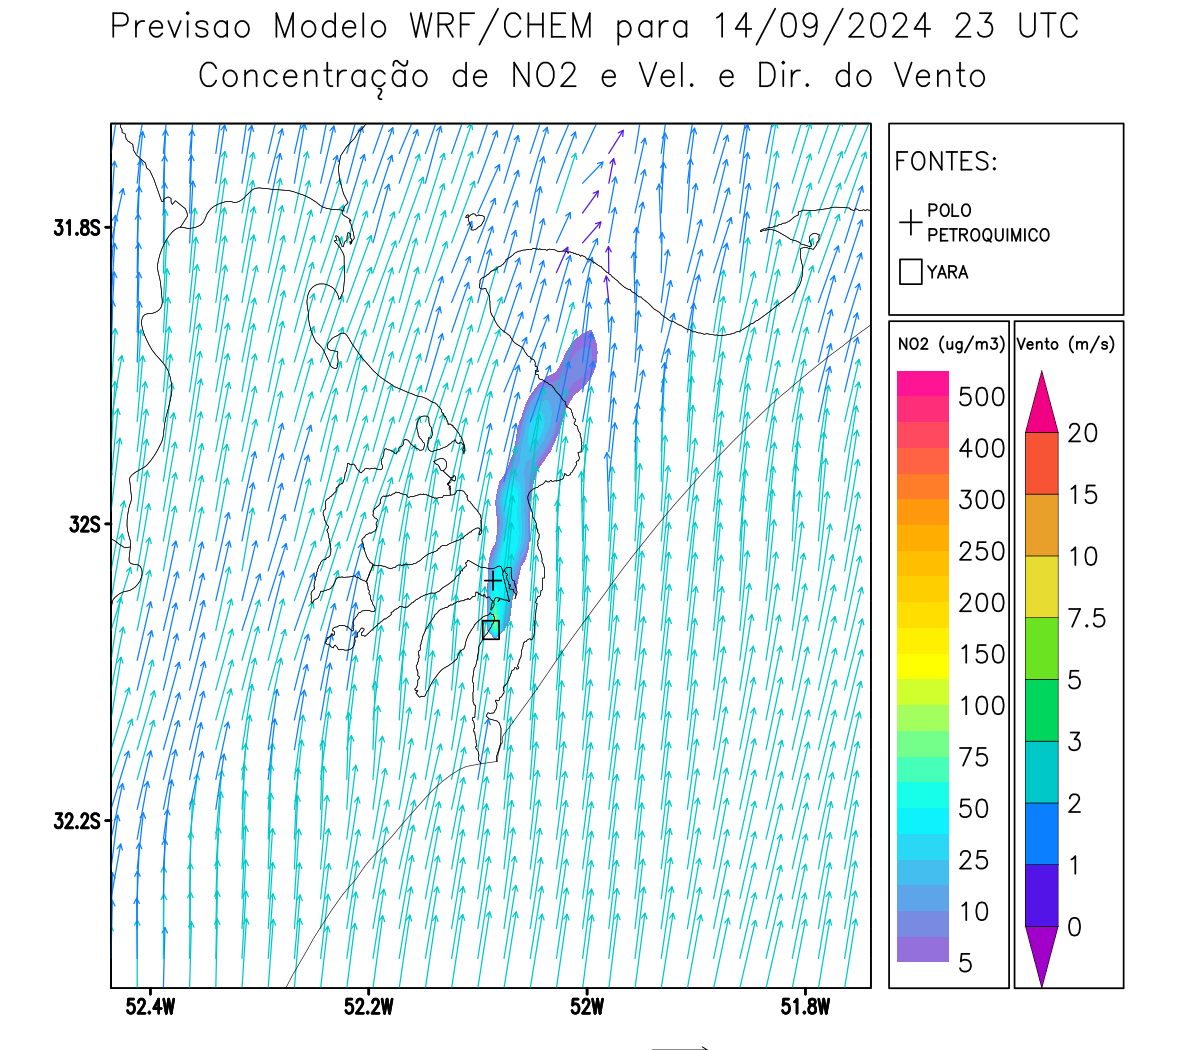 Previsao Modelo WRF/CHEM para 14/09/2024 23 UTC
Concentração de NO2 e Vel. e Dir. do Vento
FONTES:
POLO
PETROQUIMICO
YARA
31.8S
32S
32.2S
52.4W
52.2W
52W
51.8W
NO2 (ug/m3)
500
400
300
250
200
150
100
75
50
25
10
5
Vento (m/s)
20
15
10
7.5
5
3
2
1
0